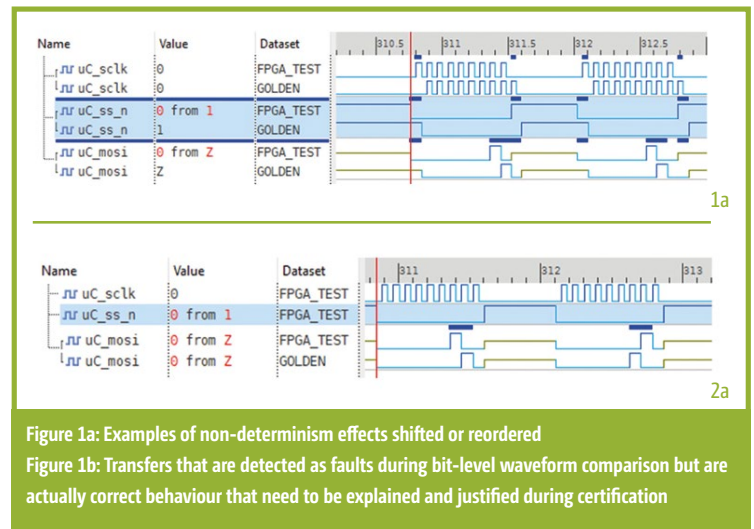 Name Value Dataset 310.5 311 311.5 312 312.5
uC_sclk 0 FPGA_TEST
uC_sclk 0 GOLDEN
uC_ss_n 0 from 1 FPGA_TEST
uC_ss_n 1 GOLDEN
uC_mosi 0 from Z FPGA_TEST
uC_mosi Z GOLDEN
1a
Name Value Dataset 311 312 313
uC_sclk 0 FPGA_TEST
uC_ss_n 0 from 1 FPGA_TEST
uC_mosi 0 from Z FPGA_TEST
uC_mosi 0 from Z GOLDEN
2a
Figure 1a: Examples of non-determinism effects shifted or reordered
Figure 1b: Transfers that are detected as faults during bit-level waveform comparison but are
actually correct behaviour that need to be explained and justified during certification